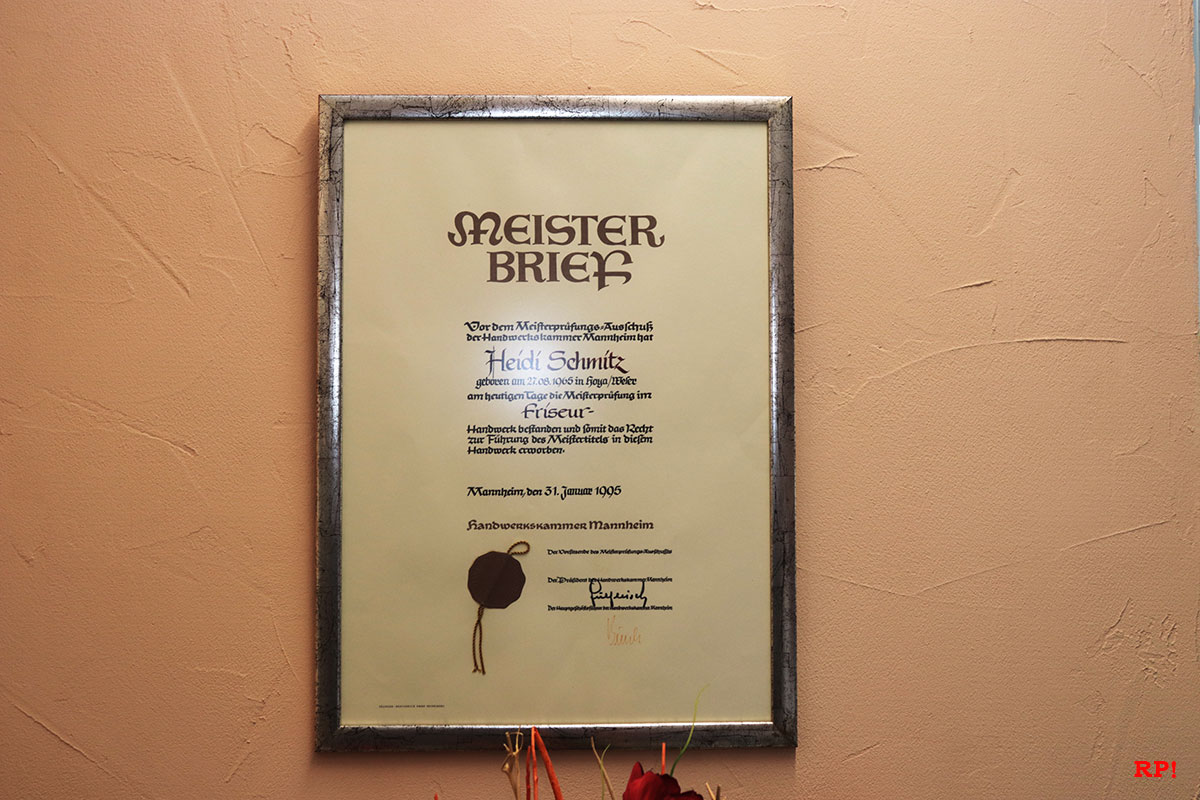 MEISTER
BRIEF
Vor dem Meisterprüfungs-Ausschuß
der Handwerkskammer Mannheim hat
Heidi Schmitz
geboren am 27.08.1965 in Hoya/Weser
am heutigen Tage die Meisterprüfung im
Friseur-
Handwerk bestanden und somit das Recht
zur Führung des Meistertitels in diesem
Handwerk erworben.
Mannheim, den 31. Januar 1995
Handwerkskammer Mannheim
Der Vorsitzende des Meisterprüfungs-Ausschusses
Der Präsident der Handwerkskammer Mannheim
Der Hauptgeschäftsführer der Handwerkskammer Mannheim
RP!